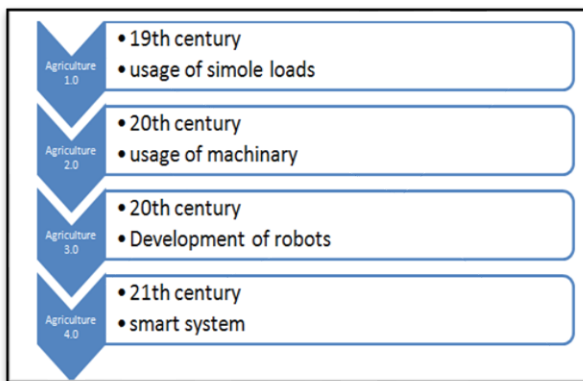 Agriculture
1.0
• 19th century
• usage of simole loads
Agriculture
2.0
• 20th century
• usage of machinary
Agriculture
3.0
• 20th century
• Development of robots
Agriculture
4.0
• 21th century
• smart system